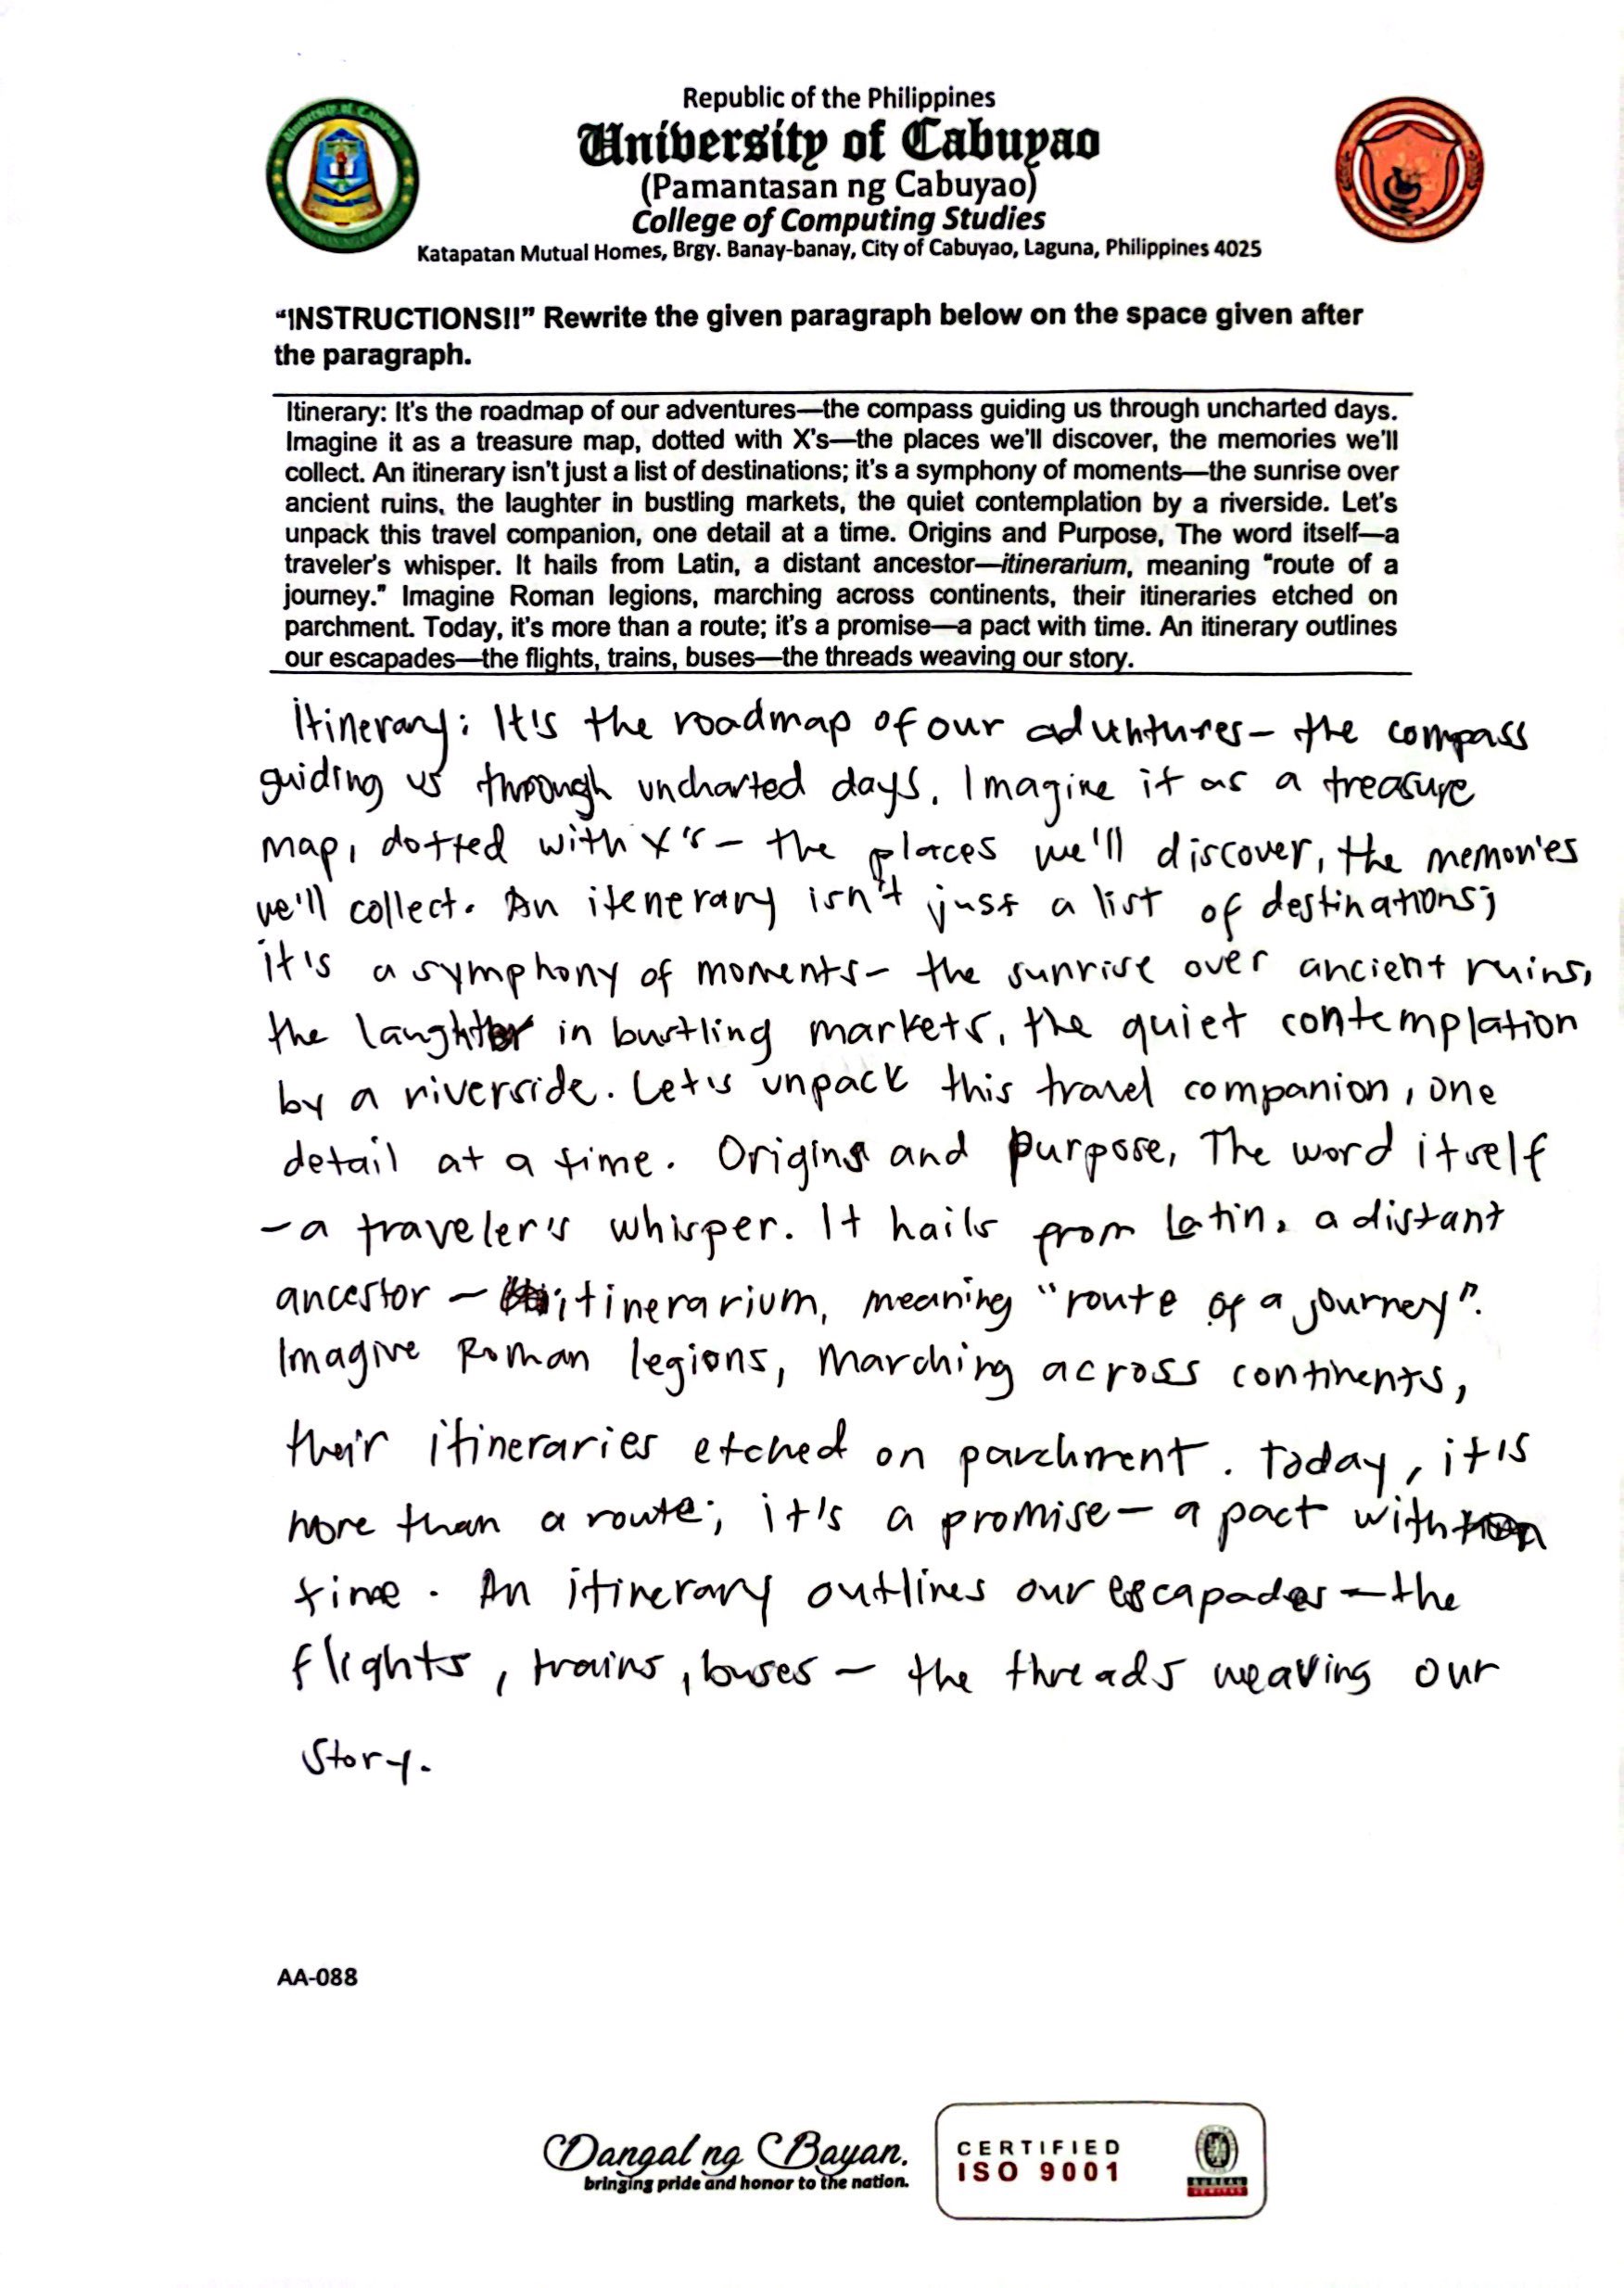 Republic of the Philippines
University of Cabuyao
(Pamantasan ng Cabuyao)
College of Computing Studies
Katapatan Mutual Homes, Brgy. Banay-banay, City of Cabuyao, Laguna, Philippines 4025
“INSTRUCTIONS!!” Rewrite the given paragraph below on the space given after
the paragraph.
Itinerary: It's the roadmap of our adventures—the compass guiding us through uncharted days.
Imagine it as a treasure map, dotted with X's—the places we'll discover, the memories we'll
collect. An itinerary isn't just a list of destinations; it's a symphony of moments—the sunrise over
ancient ruins, the laughter in bustling markets, the quiet contemplation by a riverside. Let's
unpack this travel companion, one detail at a time. Origins and Purpose, The word itself—a
traveler's whisper. It hails from Latin, a distant ancestor—itinerarium, meaning “route of a
journey.” Imagine Roman legions, marching across continents, their itineraries etched on
parchment. Today, it's more than a route; it's a promise—a pact with time. An itinerary outlines
our escapades—the flights, trains, buses—the threads weaving our story.
Itinerary: It's the roadmap of our adventures- the compass
guiding us through uncharted days. Imagine it as a treasure
map, dotted with X's - the places we'll discover, the memories
we'll collect. An itenerary isn't just a list of destinations;
it's a symphony of moments- the sunrise over ancient ruins,
the laughter in bustling markets, the quiet contemplation
by a riverside. Let's unpack this travel companion, one
detail at a time. Origins and purpose, The word itself
- a traveler's whisper. It hails from Latin, a distant
ancestor - itinerarium, meaning "route of a journey".
Imagine Roman legions, marching across continents,
their itineraries etched on parchment. Today, it's
more than a route; it's a promise - a pact with
time. An itinerary outlines our escapades - the
flights, trains, buses - the threads weaving our
story.
AA-088
Dangal ng Bayan.
bringing pride and honor to the nation.
CERTIFIED
ISO 9001